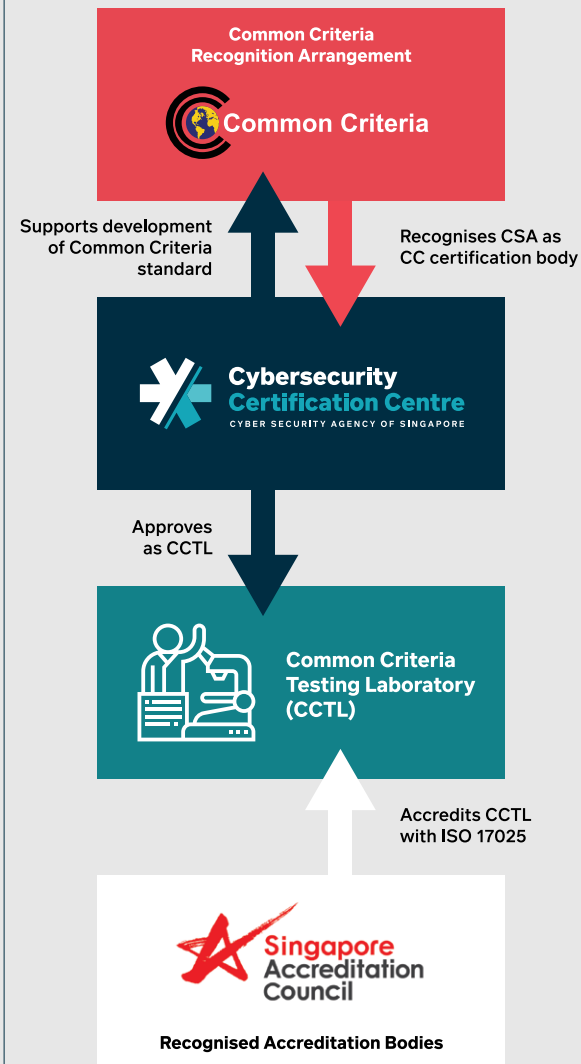 Common Criteria
Recognition Arrangement
Common Criteria
Supports development
of Common Criteria
standard
Recognises CSA as
CC certification body
Cybersecurity
Certification Centre
CYBER SECURITY AGENCY OF SINGAPORE
Approves
as CCTL
Common Criteria
Testing Laboratory
(CCTL)
Accredits CCTL
with ISO 17025
Singapore
Accreditation
Council
Recognised Accreditation Bodies